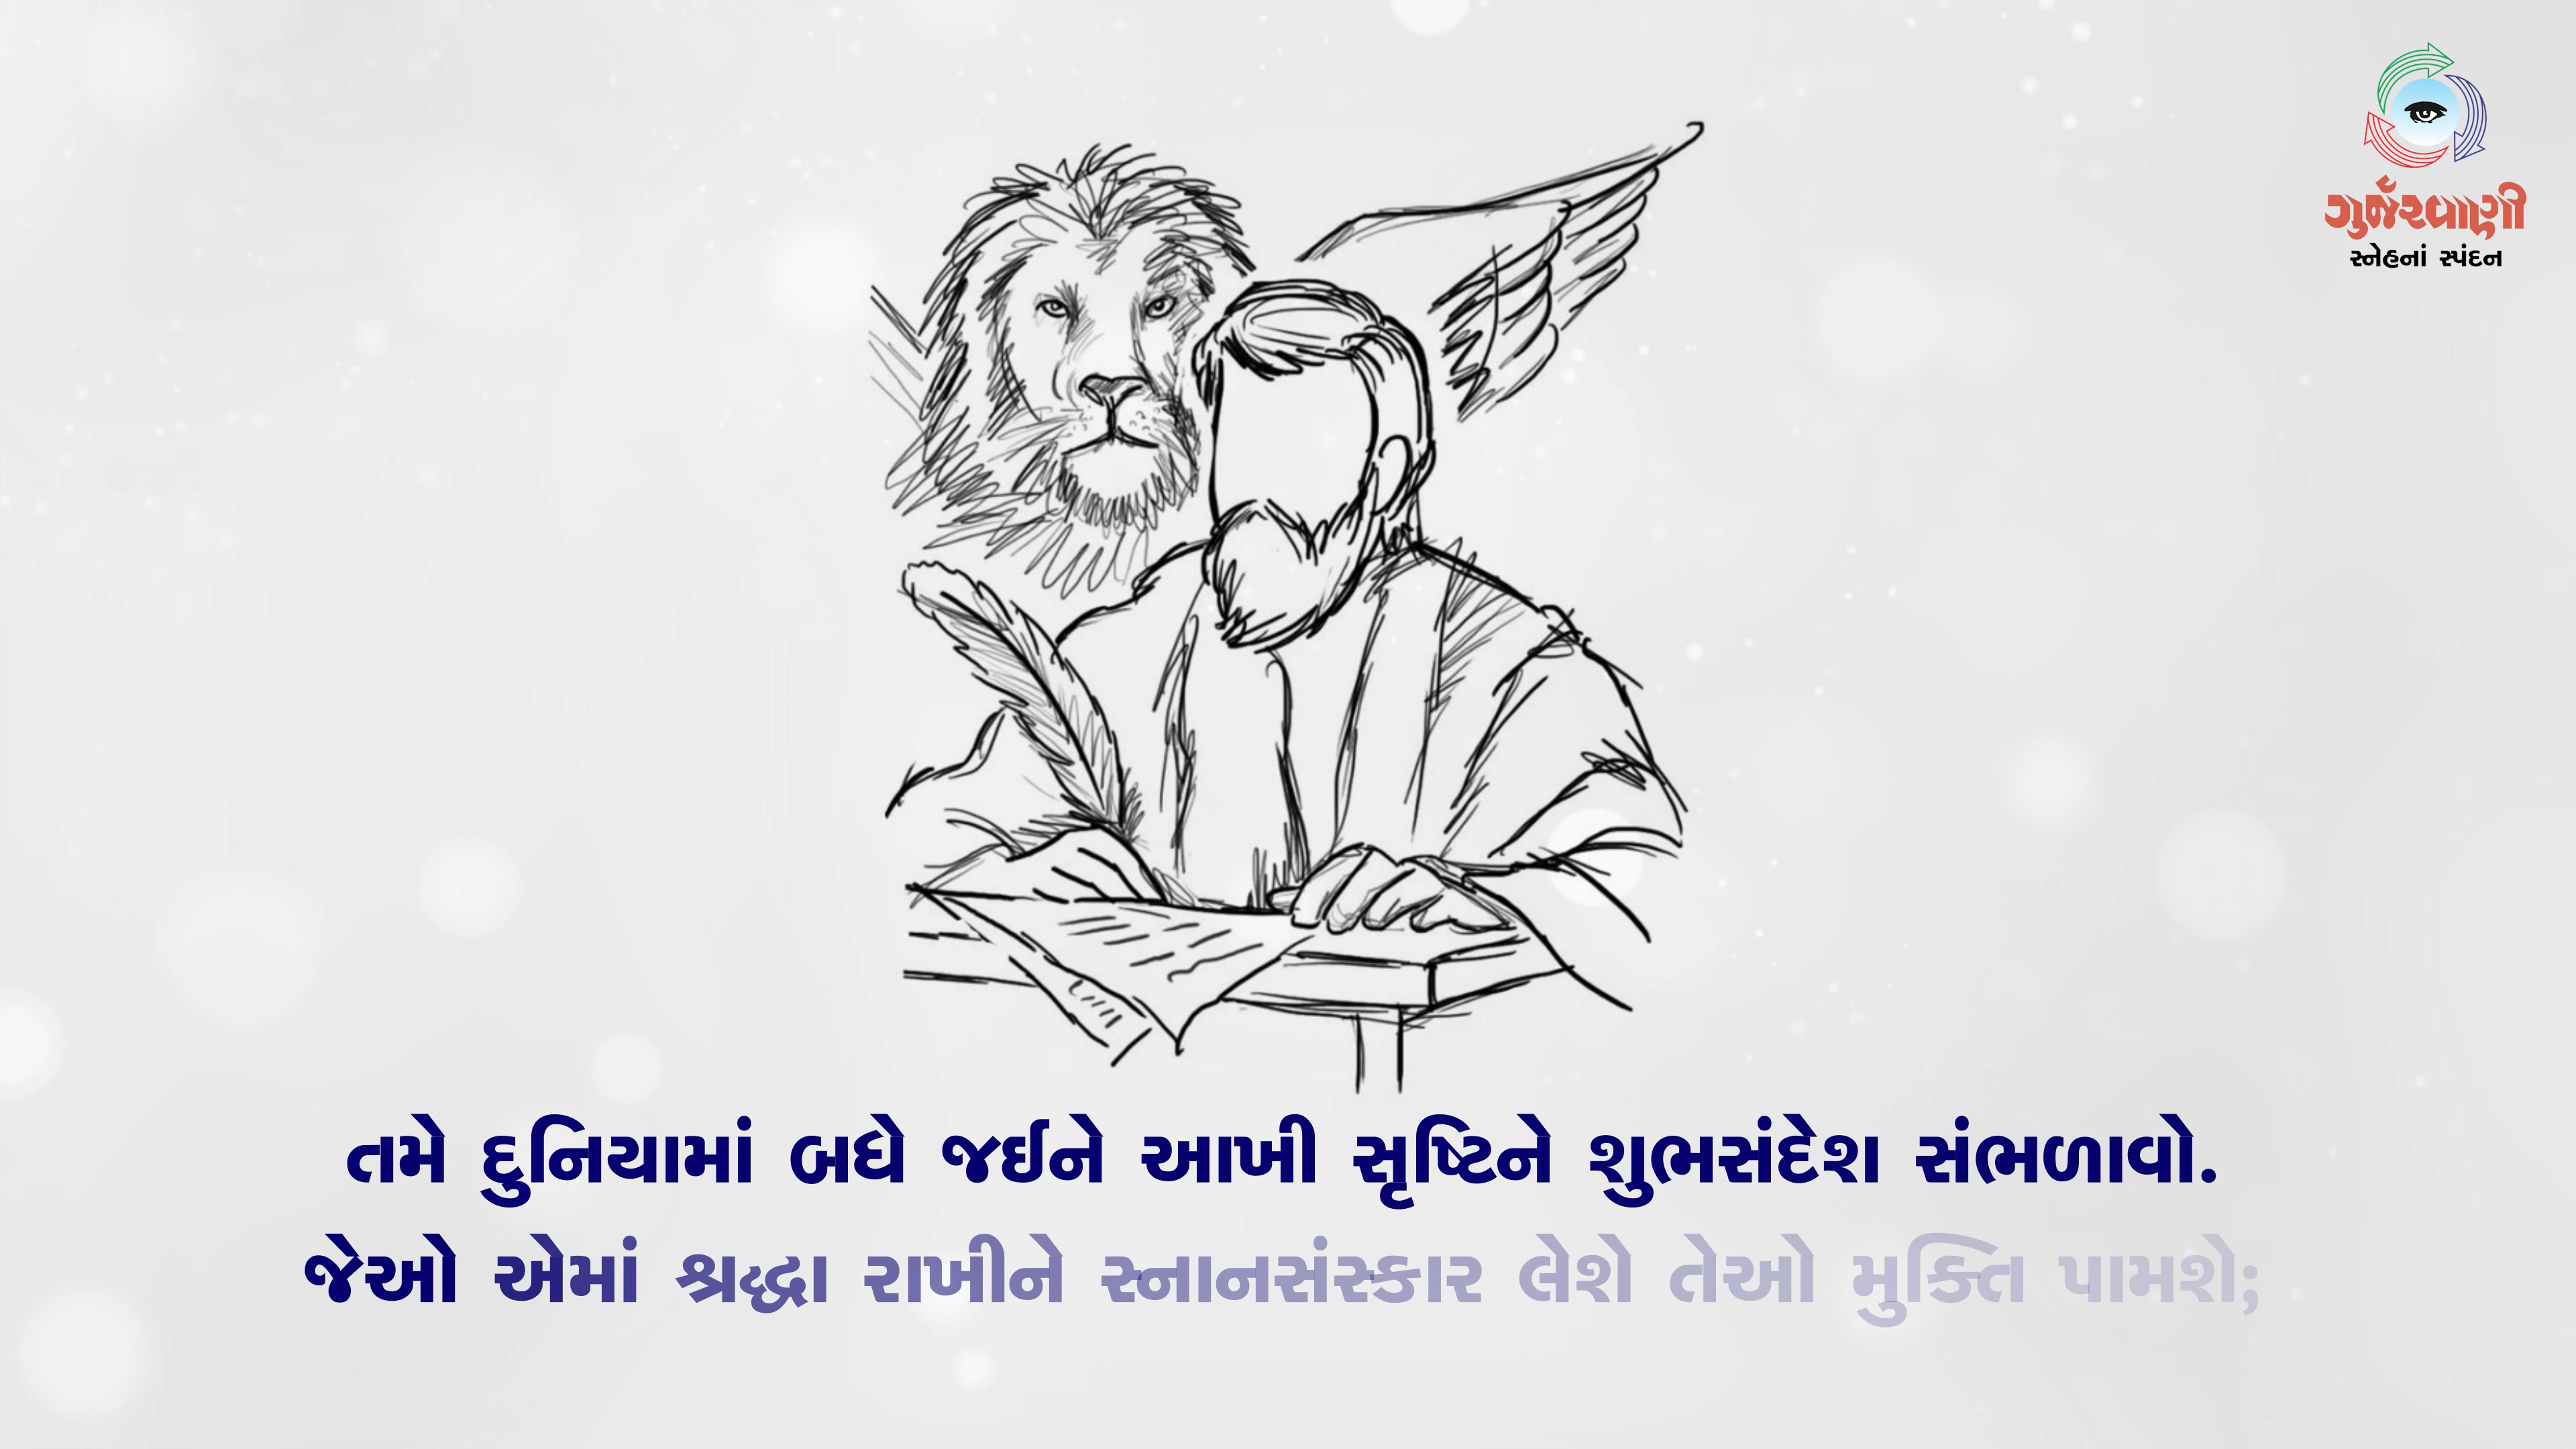 ગુર્જરવાણી
સ્નેહનાં સ્પંદન
તમે દુનિયામાં બધે જઈને આખી સૃષ્ટિને શુભસંદેશ સંભળાવો.
જેઓ એમાં શ્રદ્ધા રાખીને સ્નાનસંસ્કાર લેશે તેઓ મુક્તિ પામશે;